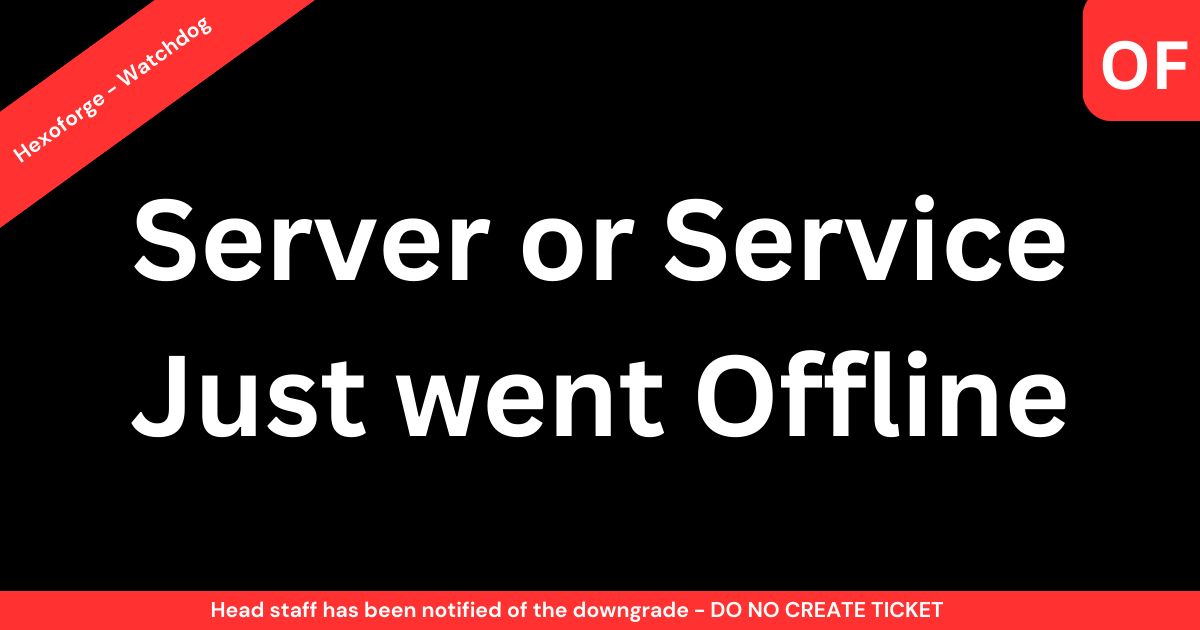 Hexoforge - Watchdog
OF
Server or Service
Just went Offline
Head staff has been notified of the downgrade - DO NO CREATE TICKET